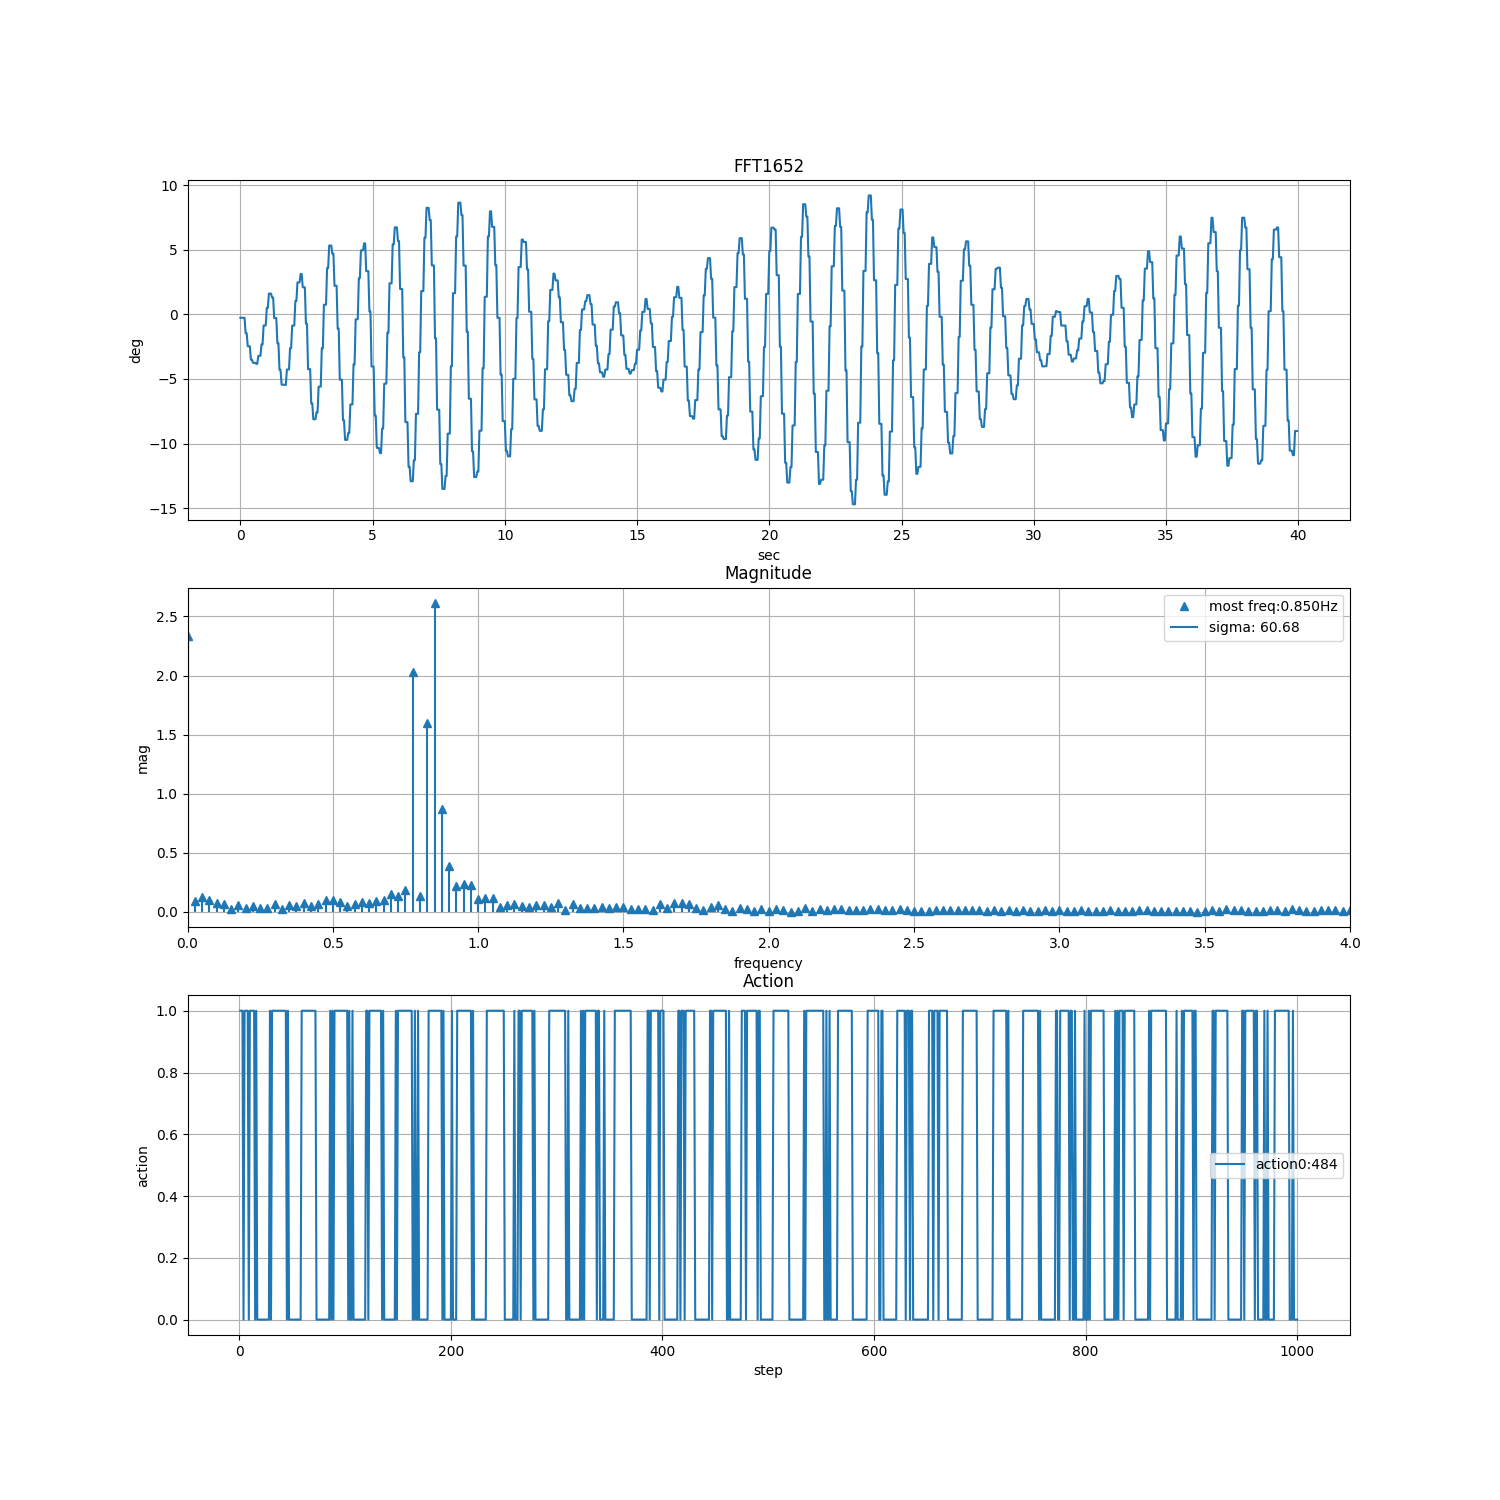 FFT1652
10
5
0
−5
−10
−15
deg
0 5 10 15 20 25 30 35 40
sec
Magnitude
most freq:0.850Hz
sigma: 60.68
2.5
2.0
1.5
1.0
0.5
0.0
mag
0.0 0.5 1.0 1.5 2.0 2.5 3.0 3.5 4.0
frequency
Action
1.0
0.8
0.6
0.4
0.2
0.0
action
action0:484
0 200 400 600 800 1000
step